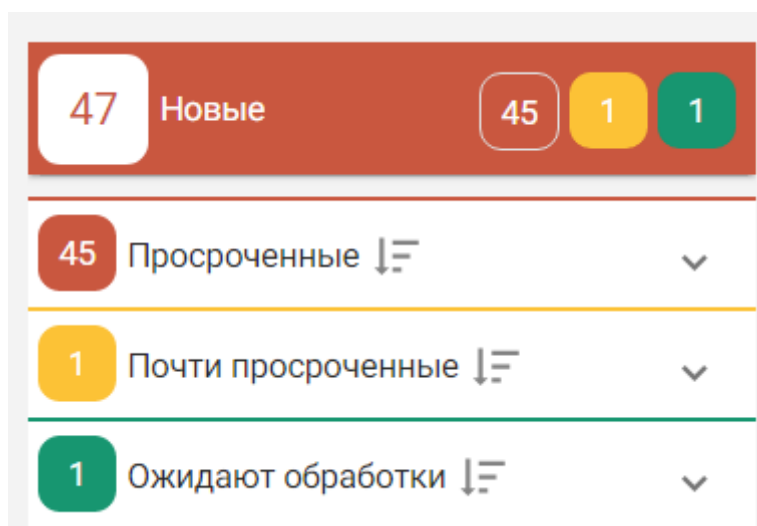 47 Новые 45 1 1
45 Просроченные
1 Почти просроченные
1 Ожидают обработки